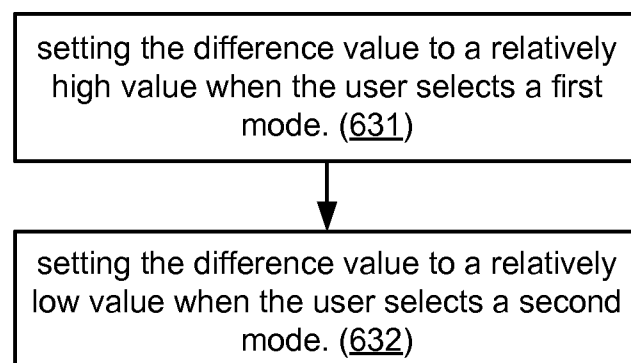 setting the difference value to a relatively
high value when the user selects a first
mode. (631)
setting the difference value to a relatively
low value when the user selects a second
mode. (632)